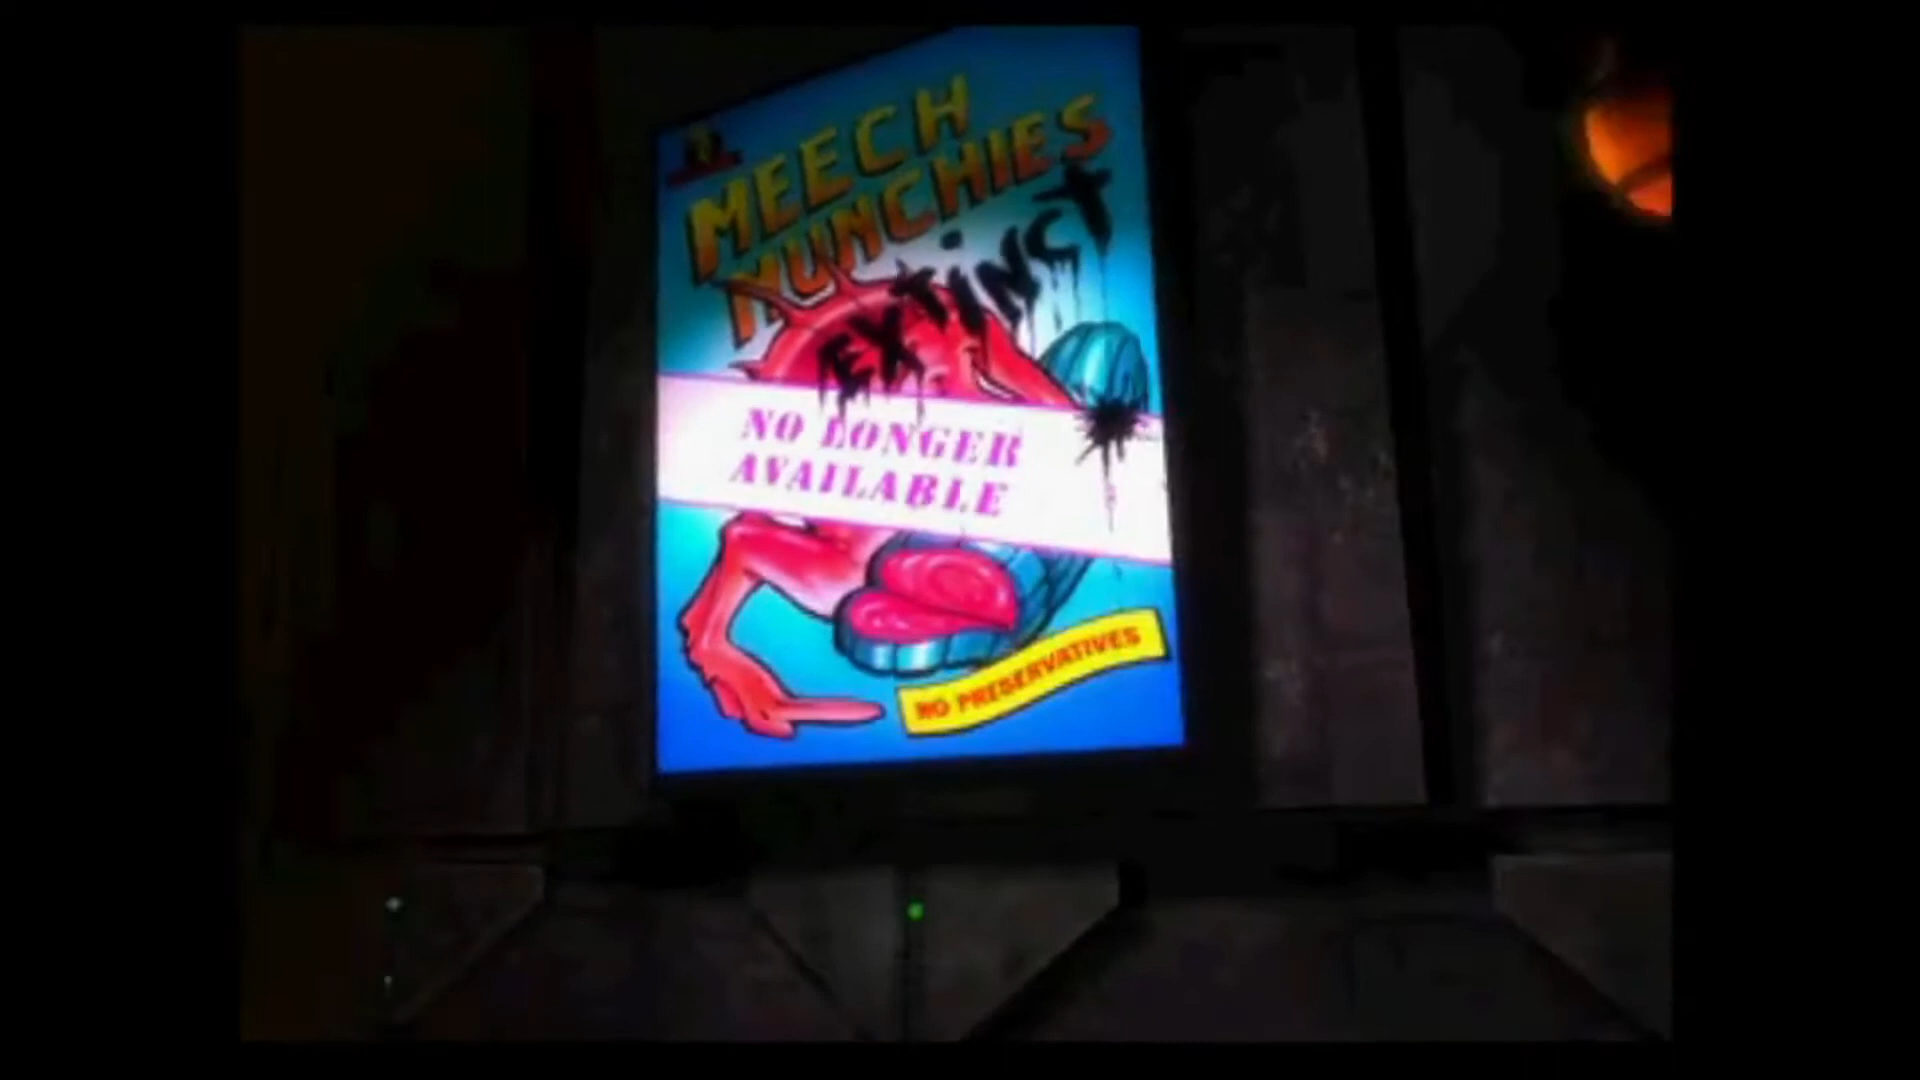 MEECH
MUNCHIES
EXTINCT
NO LONGER
AVAILABLE
NO PRESERVATIVES